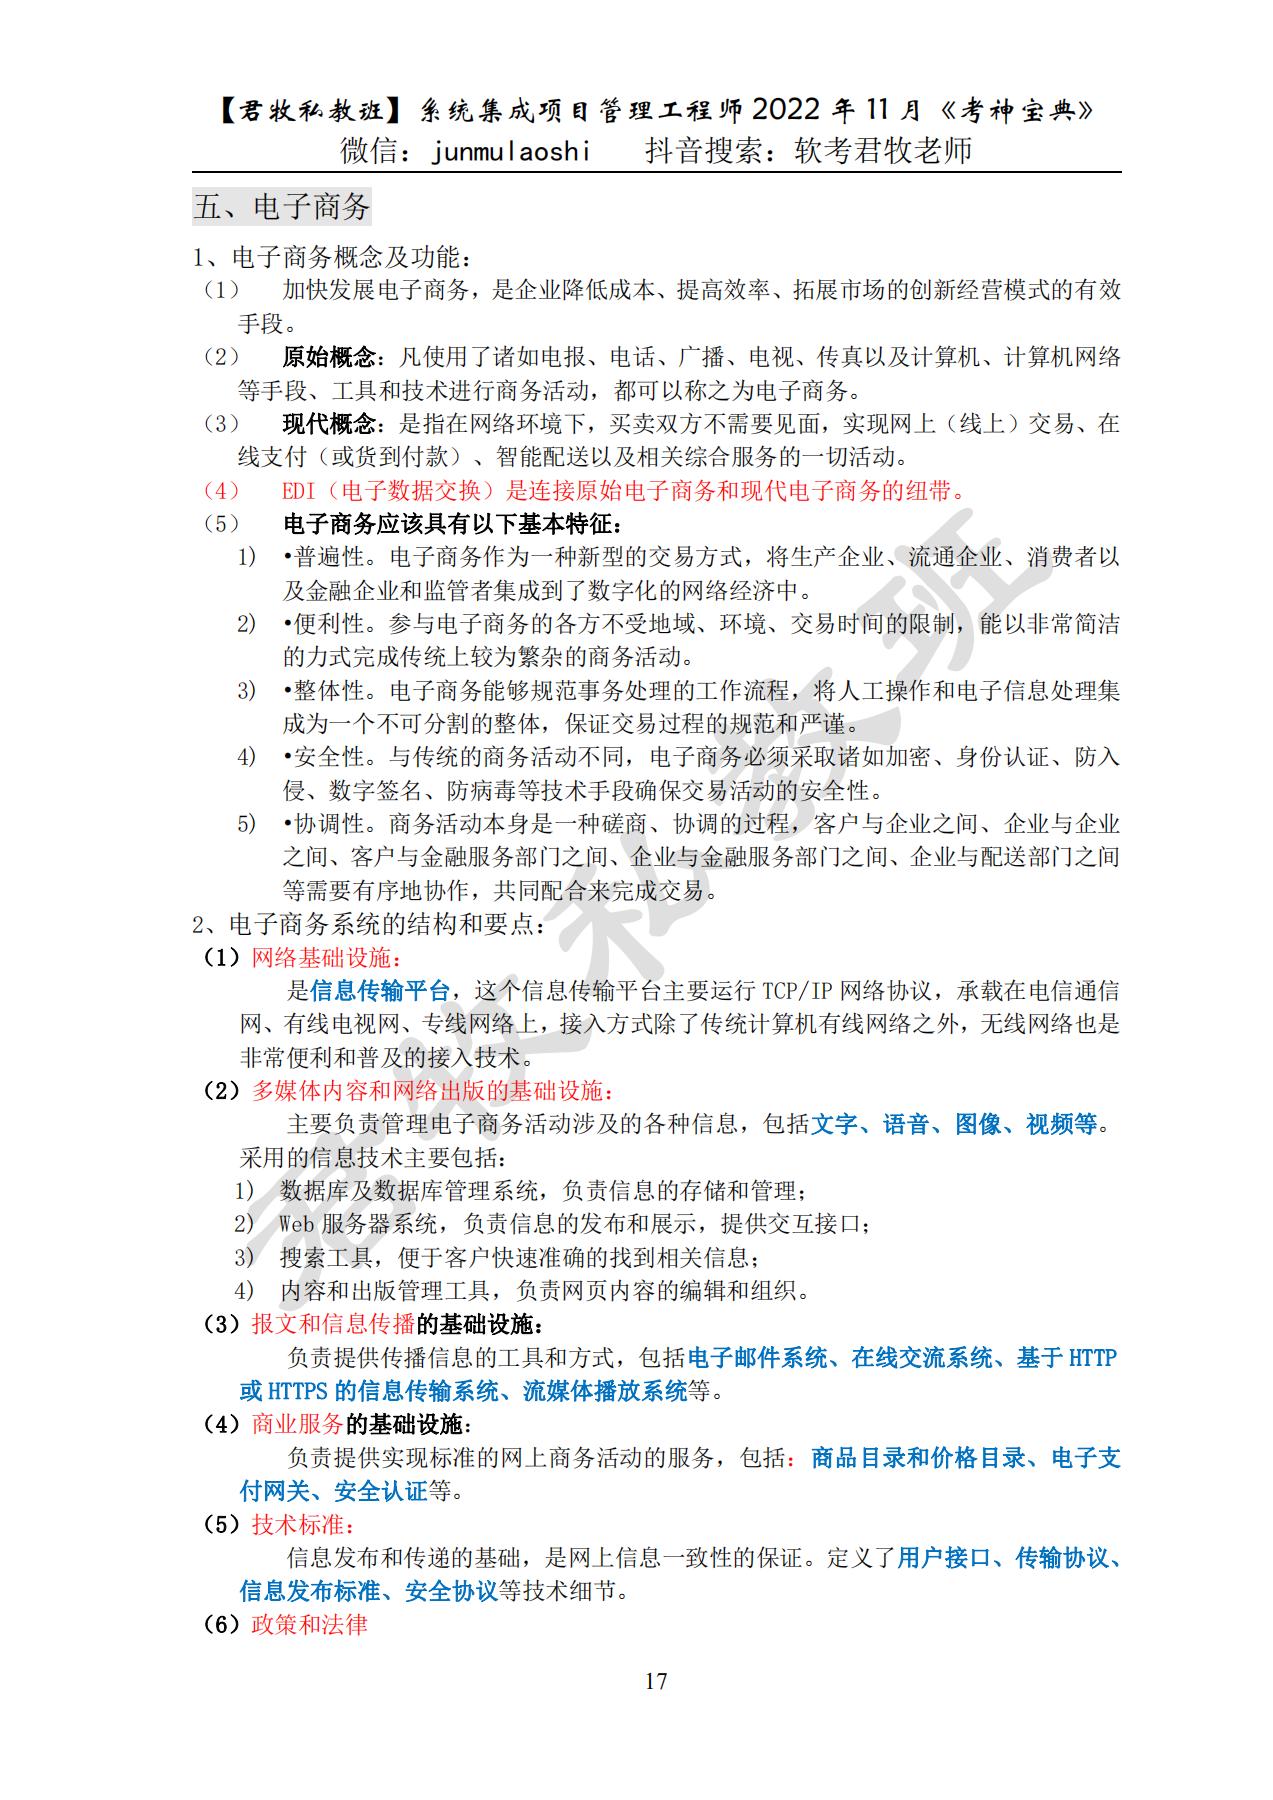 【君牧私教班】系统集成项目管理工程师 2022 年 11 月《考神宝典》
微信：junmulaoshi 抖音搜索：软考君牧老师
五、电子商务
1、电子商务概念及功能：
（1） 加快发展电子商务，是企业降低成本、提高效率、拓展市场的创新经营模式的有效
手段。
（2） 原始概念：凡使用了诸如电报、电话、广播、电视、传真以及计算机、计算机网络
等手段、工具和技术进行商务活动，都可以称之为电子商务。
（3） 现代概念：是指在网络环境下，买卖双方不需要见面，实现网上（线上）交易、在
线支付（或货到付款）、智能配送以及相关综合服务的一切活动。
（4） EDI（电子数据交换）是连接原始电子商务和现代电子商务的纽带。
（5） 电子商务应该具有以下基本特征：
1) •普遍性。电子商务作为一种新型的交易方式，将生产企业、流通企业、消费者以
及金融企业和监管者集成到了数字化的网络经济中。
2) •便利性。参与电子商务的各方不受地域、环境、交易时间的限制，能以非常简洁
的力式完成传统上较为繁杂的商务活动。
3) •整体性。电子商务能够规范事务处理的工作流程，将人工操作和电子信息处理集
成为一个不可分割的整体，保证交易过程的规范和严谨。
4) •安全性。与传统的商务活动不同，电子商务必须采取诸如加密、身份认证、防入
侵、数字签名、防病毒等技术手段确保交易活动的安全性。
5) •协调性。商务活动本身是一种磋商、协调的过程，客户与企业之间、企业与企业
之间、客户与金融服务部门之间、企业与金融服务部门之间、企业与配送部门之间
等需要有序地协作，共同配合来完成交易。
2、电子商务系统的结构和要点：
（1）网络基础设施：
是信息传输平台，这个信息传输平台主要运行 TCP/IP 网络协议，承载在电信通信
网、有线电视网、专线网络上，接入方式除了传统计算机有线网络之外，无线网络也是
非常便利和普及的接入技术。
（2）多媒体内容和网络出版的基础设施：
主要负责管理电子商务活动涉及的各种信息，包括文字、语音、图像、视频等。
采用的信息技术主要包括：
1) 数据库及数据库管理系统，负责信息的存储和管理；
2) Web 服务器系统，负责信息的发布和展示，提供交互接口；
3) 搜索工具，便于客户快速准确的找到相关信息；
4) 内容和出版管理工具，负责网页内容的编辑和组织。
（3）报文和信息传播的基础设施：
负责提供传播信息的工具和方式，包括电子邮件系统、在线交流系统、基于 HTTP
或 HTTPS 的信息传输系统、流媒体播放系统等。
（4）商业服务的基础设施：
负责提供实现标准的网上商务活动的服务，包括：商品目录和价格目录、电子支
付网关、安全认证等。
（5）技术标准：
信息发布和传递的基础，是网上信息一致性的保证。定义了用户接口、传输协议、
信息发布标准、安全协议等技术细节。
（6）政策和法律
17
君牧私教班